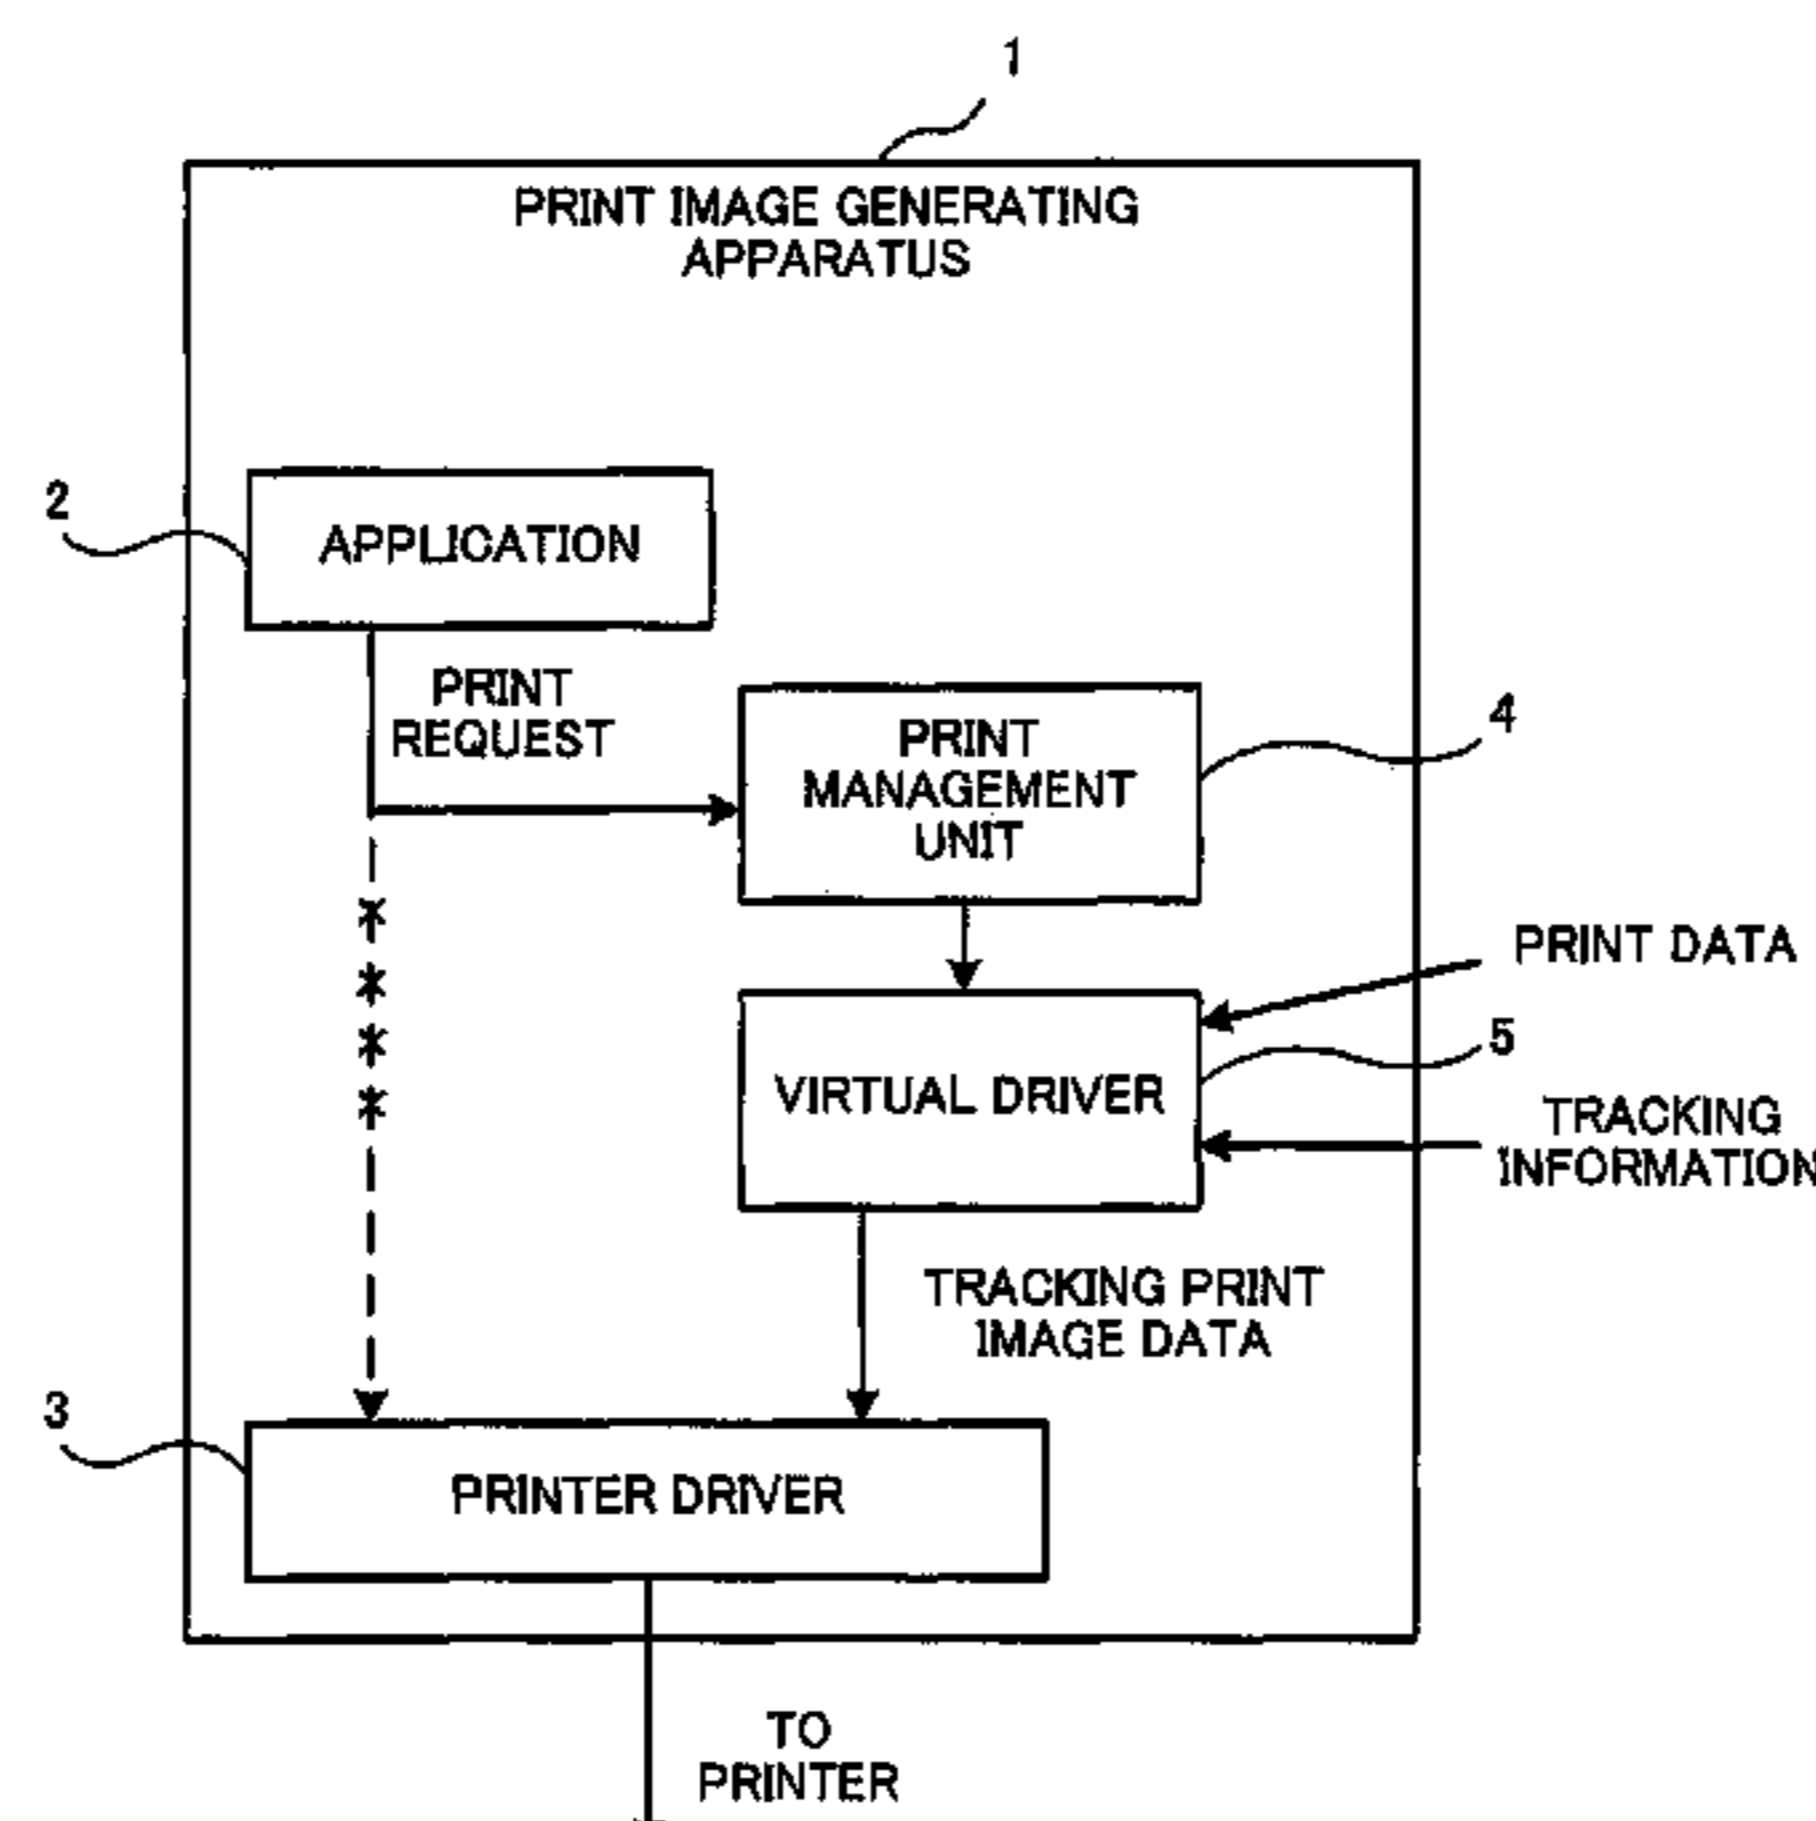 1
PRINT IMAGE GENERATING
APPARATUS
2
APPLICATION
PRINT
REQUEST
PRINT
MANAGEMENT
UNIT
4
PRINT DATA
5
VIRTUAL DRIVER
TRACKING
INFORMATION
TRACKING PRINT
IMAGE DATA
3
PRINTER DRIVER
TO
PRINTER